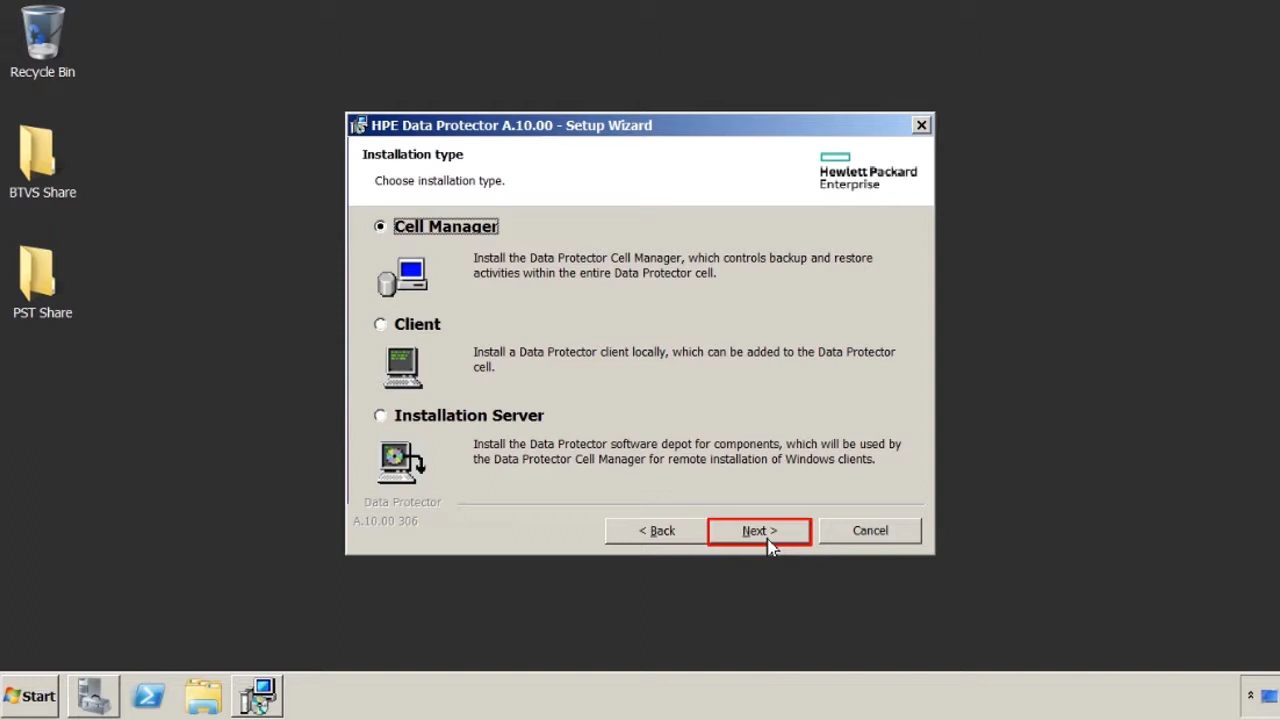 Recycle Bin
BTVS Share
PST Share
HPE Data Protector A.10.00 - Setup Wizard
Installation type
Choose installation type.
Hewlett Packard
Enterprise
Cell Manager
Install the Data Protector Cell Manager, which controls backup and restore
activities within the entire Data Protector cell.
Client
Install a Data Protector client locally, which can be added to the Data Protector
cell.
Installation Server
Install the Data Protector software depot for components, which will be used by
the Data Protector Cell Manager for remote installation of Windows clients.
Data Protector
A.10.00 306
< Back
Next >
Cancel
Start